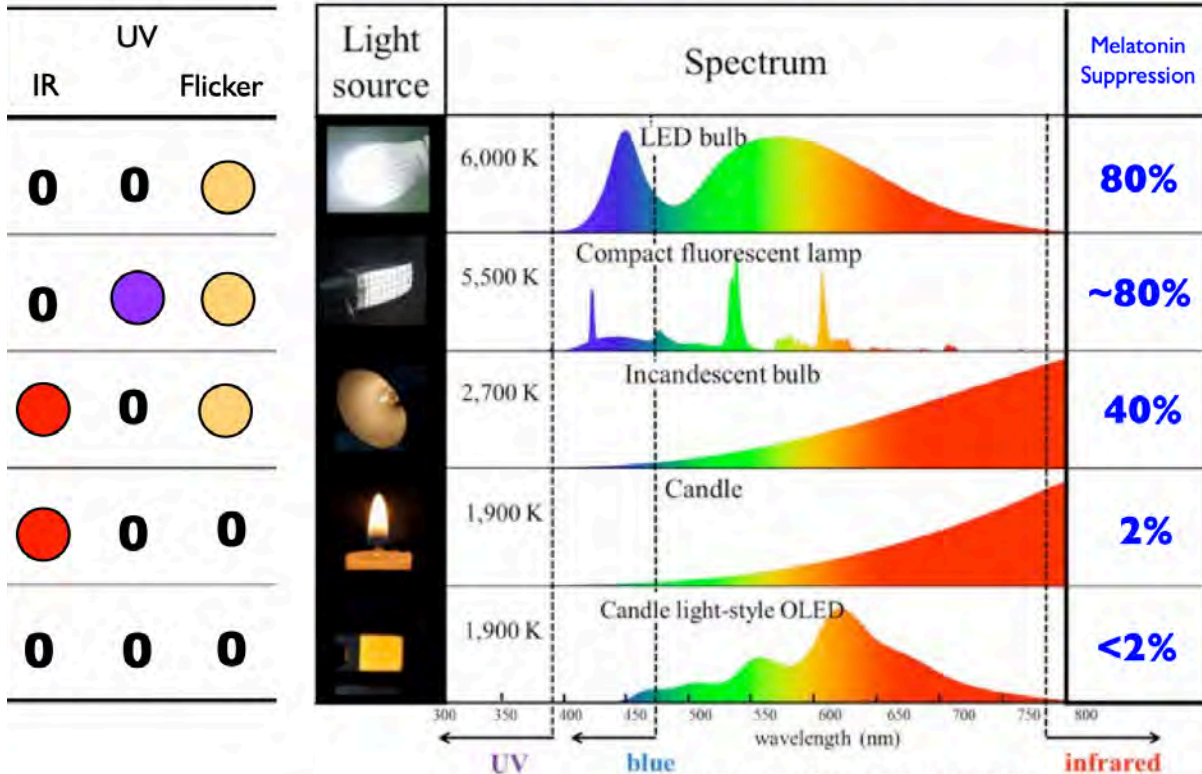 UV
IR Flicker
0 0
0
0
0 0
0 0 0
Light source
Spectrum
Melatonin
Suppression
6,000 K LED bulb 80%
5,500 K Compact fluorescent lamp ~80%
2,700 K Incandescent bulb 40%
1,900 K Candle 2%
1,900 K Candle light-style OLED <2%
300 350 400 450 500 550 600 650 700 750 800
wavelength (nm)
UV blue infrared